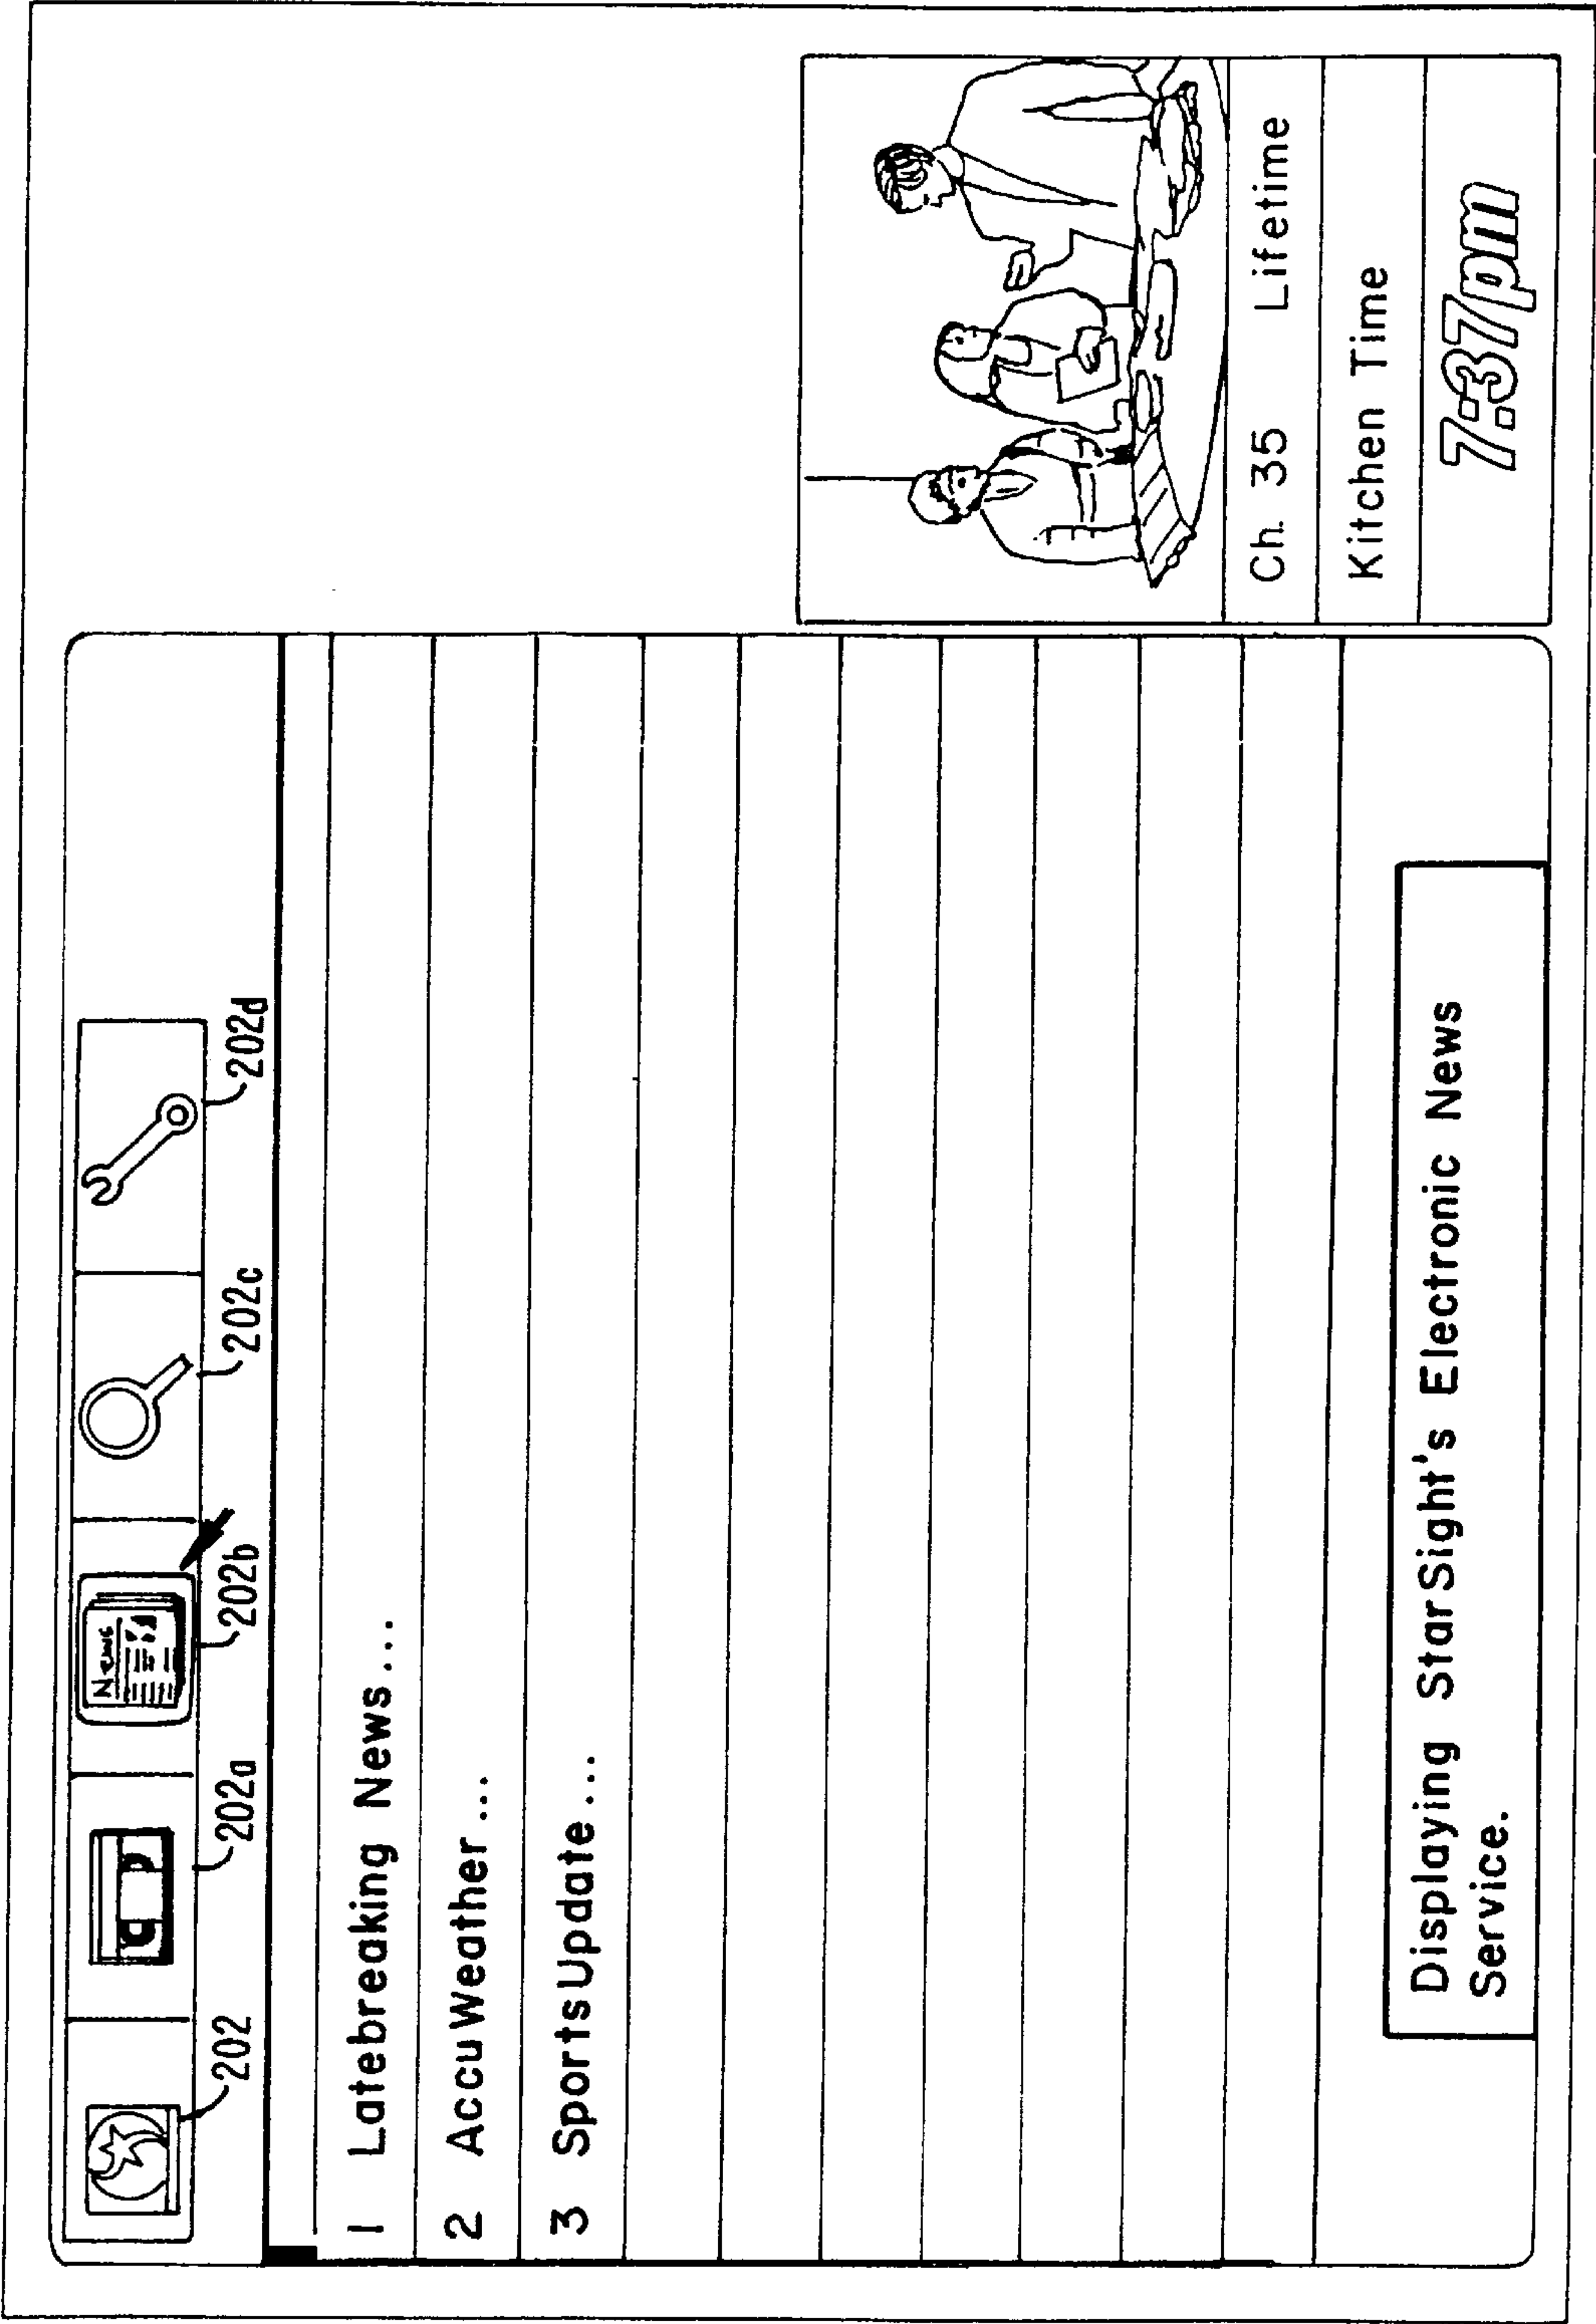 202
202a
202b
202c
202d
News
1 Latebreaking News...
2 AccuWeather...
3 SportsUpdate...
Displaying StarSight's Electronic News
Service.
Ch. 35 Lifetime
Kitchen Time
7:37pm